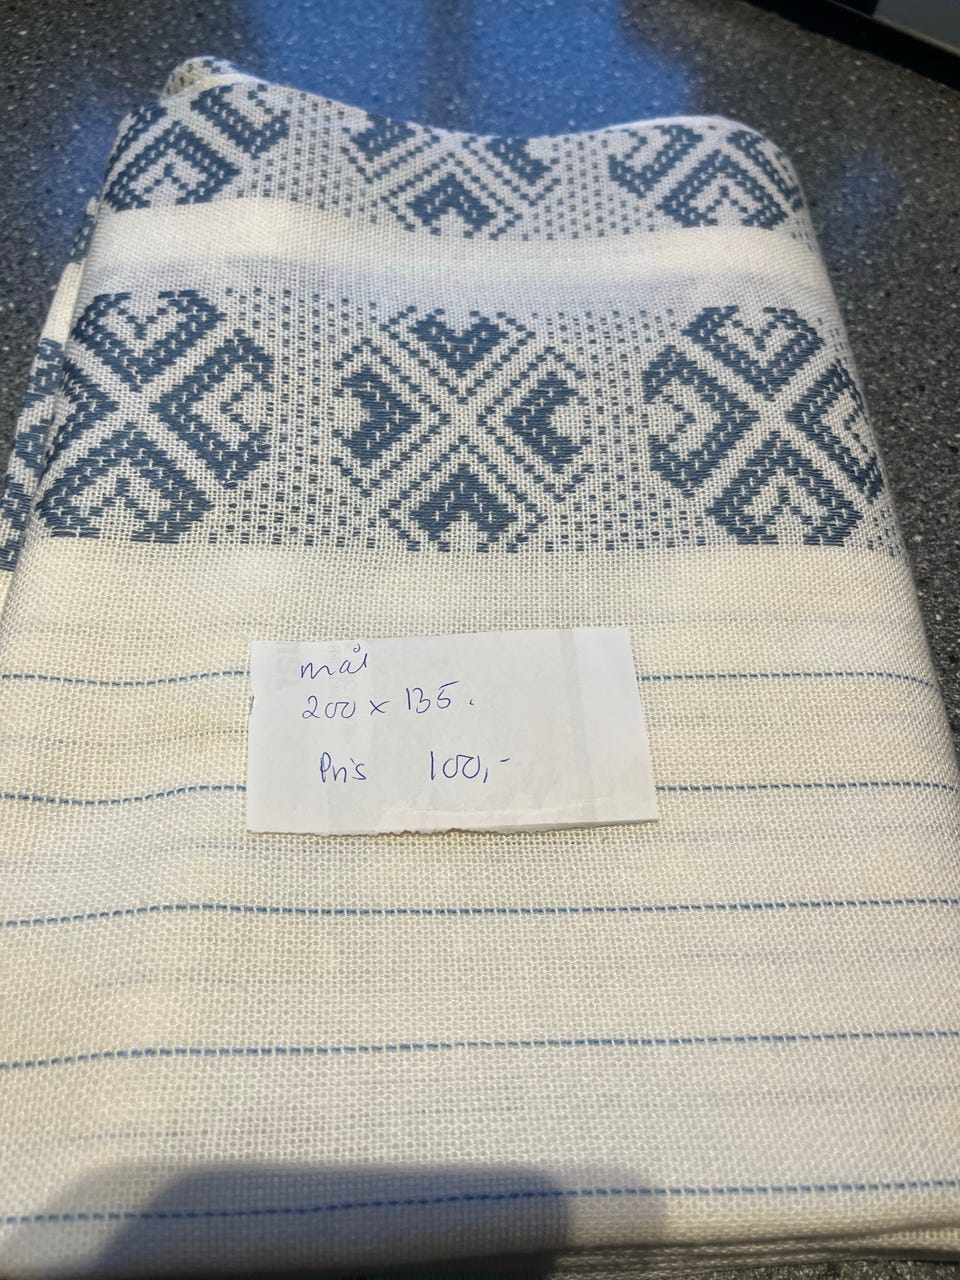 mål
200 x 135.
Pris 100,-